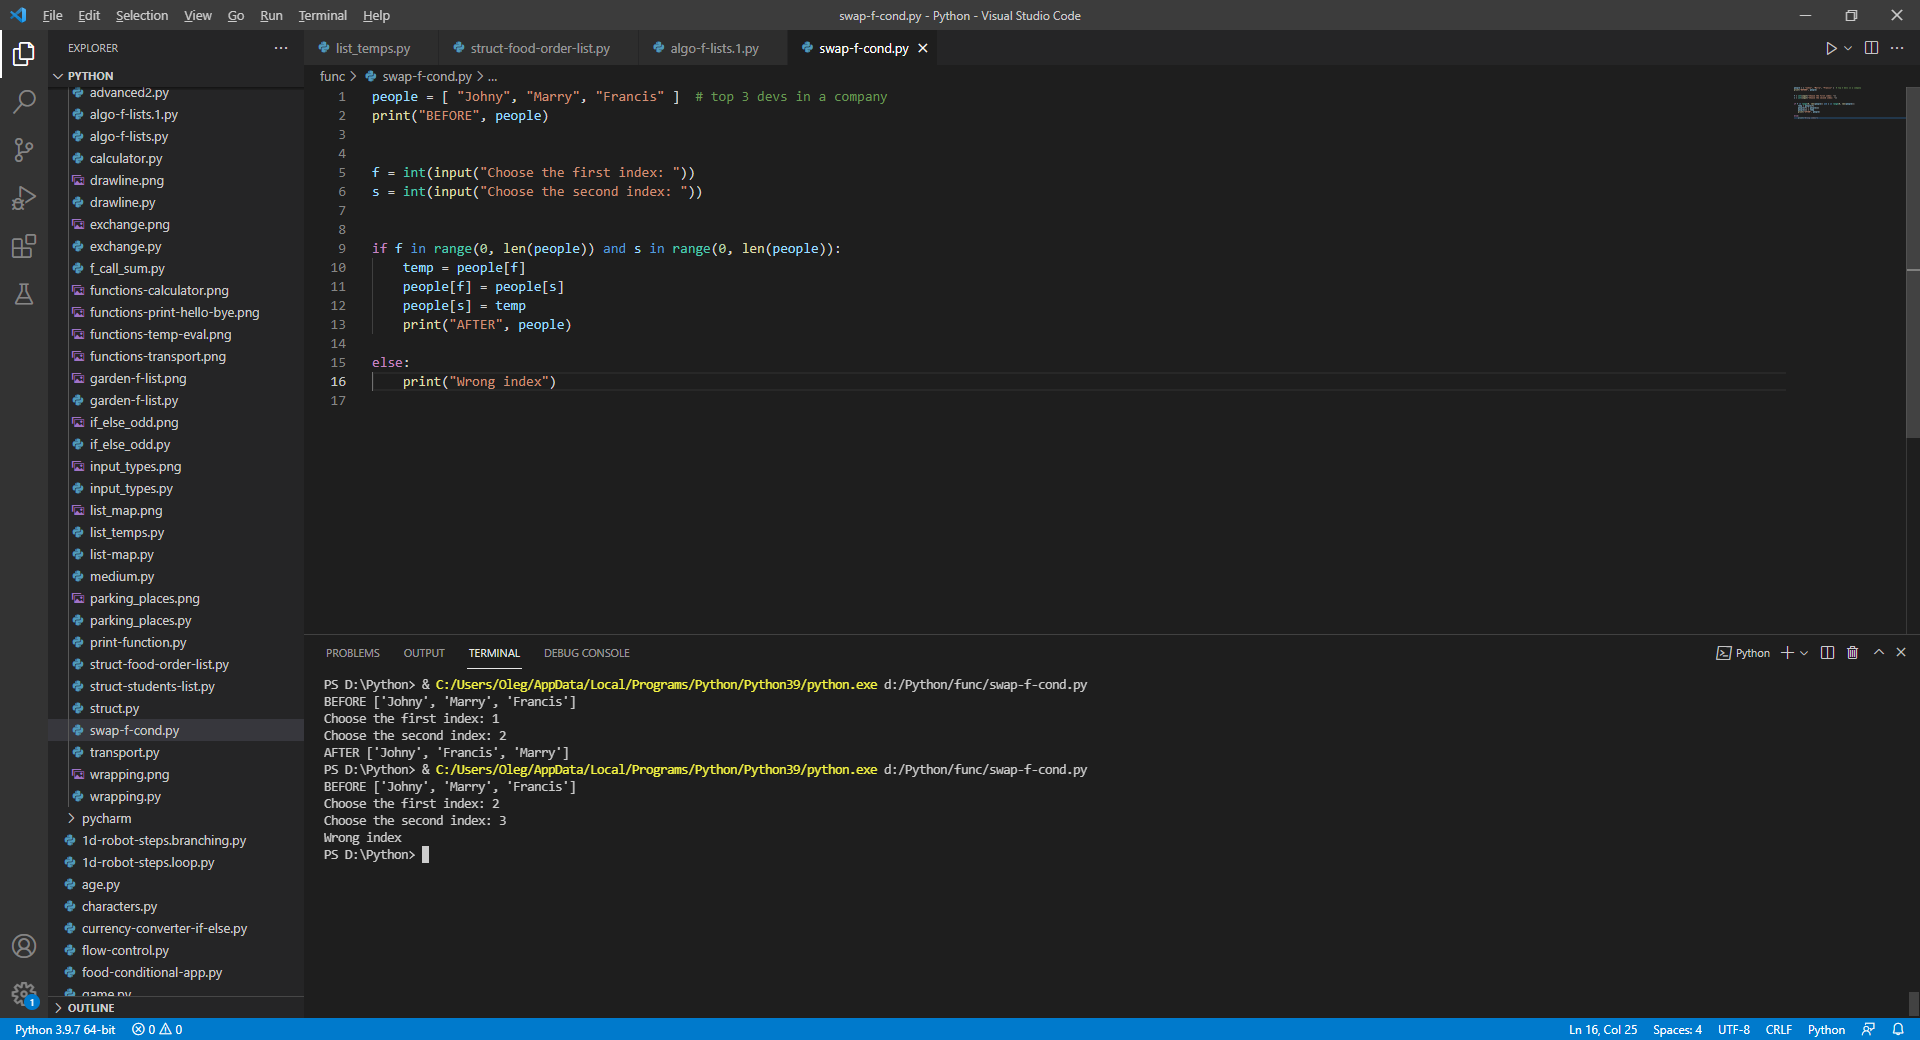 File Edit Selection View Go Run Terminal Help
swap-f-cond.py - Python - Visual Studio Code
EXPLORER
PYTHON
advanced2.py
algo-f-lists.1.py
algo-f-lists.py
calculator.py
drawline.png
drawline.py
exchange.png
exchange.py
f_call_sum.py
functions-calculator.png
functions-print-hello-bye.png
functions-temp-eval.png
functions-transport.png
garden-f-list.png
garden-f-list.py
if_else_odd.png
if_else_odd.py
input_types.png
input_types.py
list_map.png
list_temps.py
list-map.py
medium.py
parking_places.png
parking_places.py
print-function.py
struct-food-order-list.py
struct-students-list.py
struct.py
swap-f-cond.py
transport.py
wrapping.png
wrapping.py
pycharm
1d-robot-steps.branching.py
1d-robot-steps.loop.py
age.py
characters.py
currency-converter-if-else.py
flow-control.py
food-conditional-app.py
game.py
OUTLINE
1
list_temps.py struct-food-order-list.py algo-f-lists.1.py swap-f-cond.py
func > swap-f-cond.py > ...
1 people = [ "Johny", "Marry", "Francis" ]  # top 3 devs in a company
2 print("BEFORE", people)
3
4
5 f = int(input("Choose the first index: "))
6 s = int(input("Choose the second index: "))
7
8
9 if f in range(0, len(people)) and s in range(0, len(people)):
10     temp = people[f]
11     people[f] = people[s]
12     people[s] = temp
13     print("AFTER", people)
14
15 else:
16     print("Wrong index")
17
PROBLEMS OUTPUT TERMINAL DEBUG CONSOLE
Python
PS D:\Python> & C:/Users/Oleg/AppData/Local/Programs/Python/Python39/python.exe d:/Python/func/swap-f-cond.py
BEFORE ['Johny', 'Marry', 'Francis']
Choose the first index: 1
Choose the second index: 2
AFTER ['Johny', 'Francis', 'Marry']
PS D:\Python> & C:/Users/Oleg/AppData/Local/Programs/Python/Python39/python.exe d:/Python/func/swap-f-cond.py
BEFORE ['Johny', 'Marry', 'Francis']
Choose the first index: 2
Choose the second index: 3
Wrong index
PS D:\Python>
Python 3.9.7 64-bit 0 0
Ln 16, Col 25 Spaces: 4 UTF-8 CRLF Python